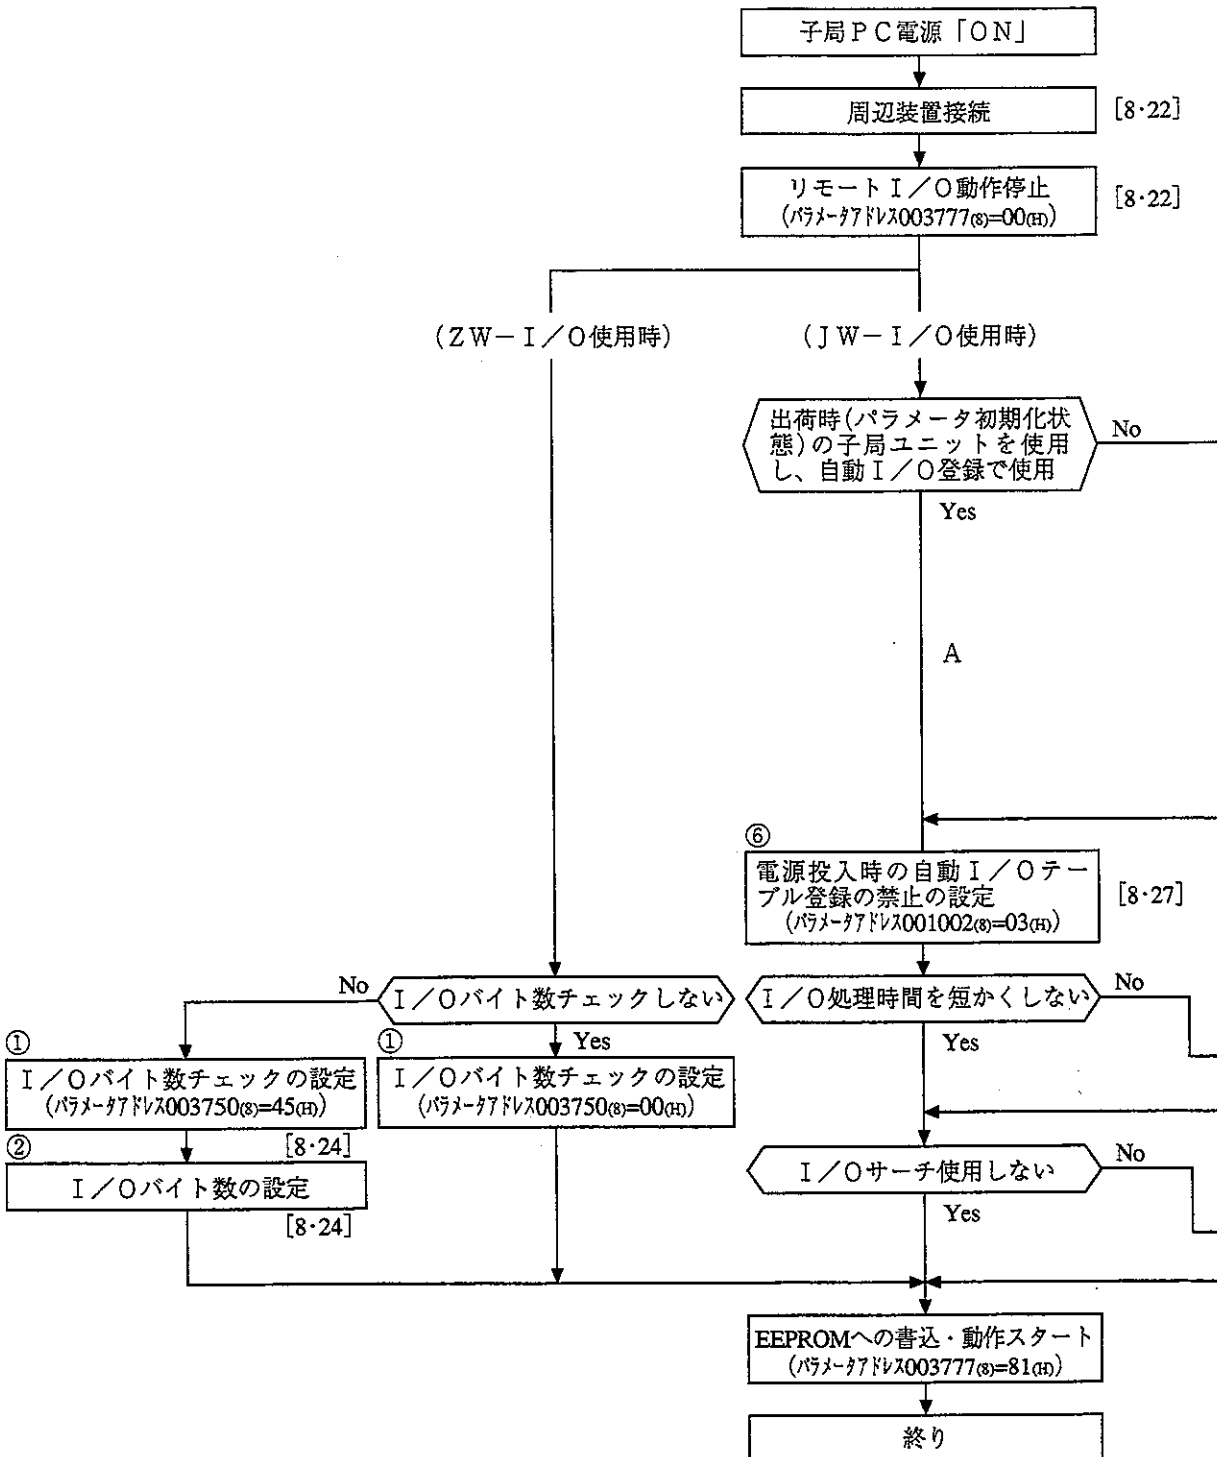 子局PC電源「ON」
周辺装置接続
[8・22]
リモートI/O動作停止
(パラメータアドレス003777(8)=00(H))
[8・22]
(ZW-I/O使用時)
(JW-I/O使用時)
出荷時(パラメータ初期化状
態)の子局ユニットを使用
し、自動I/O登録で使用
No
Yes
A
⑥
電源投入時の自動I/Oテー
ブル登録の禁止の設定
(パラメータアドレス001002(8)=03(H))
[8・27]
No
I/Oバイト数チェックしない
I/O処理時間を短かくしない
No
①
①
Yes
Yes
I/Oバイト数チェックの設定
(パラメータアドレス003750(8)=45(H))
I/Oバイト数チェックの設定
(パラメータアドレス003750(8)=00(H))
②
[8・24]
I/Oバイト数の設定
[8・24]
I/Oサーチ使用しない
No
Yes
EEPROMへの書込・動作スタート
(パラメータアドレス003777(8)=81(H))
終り